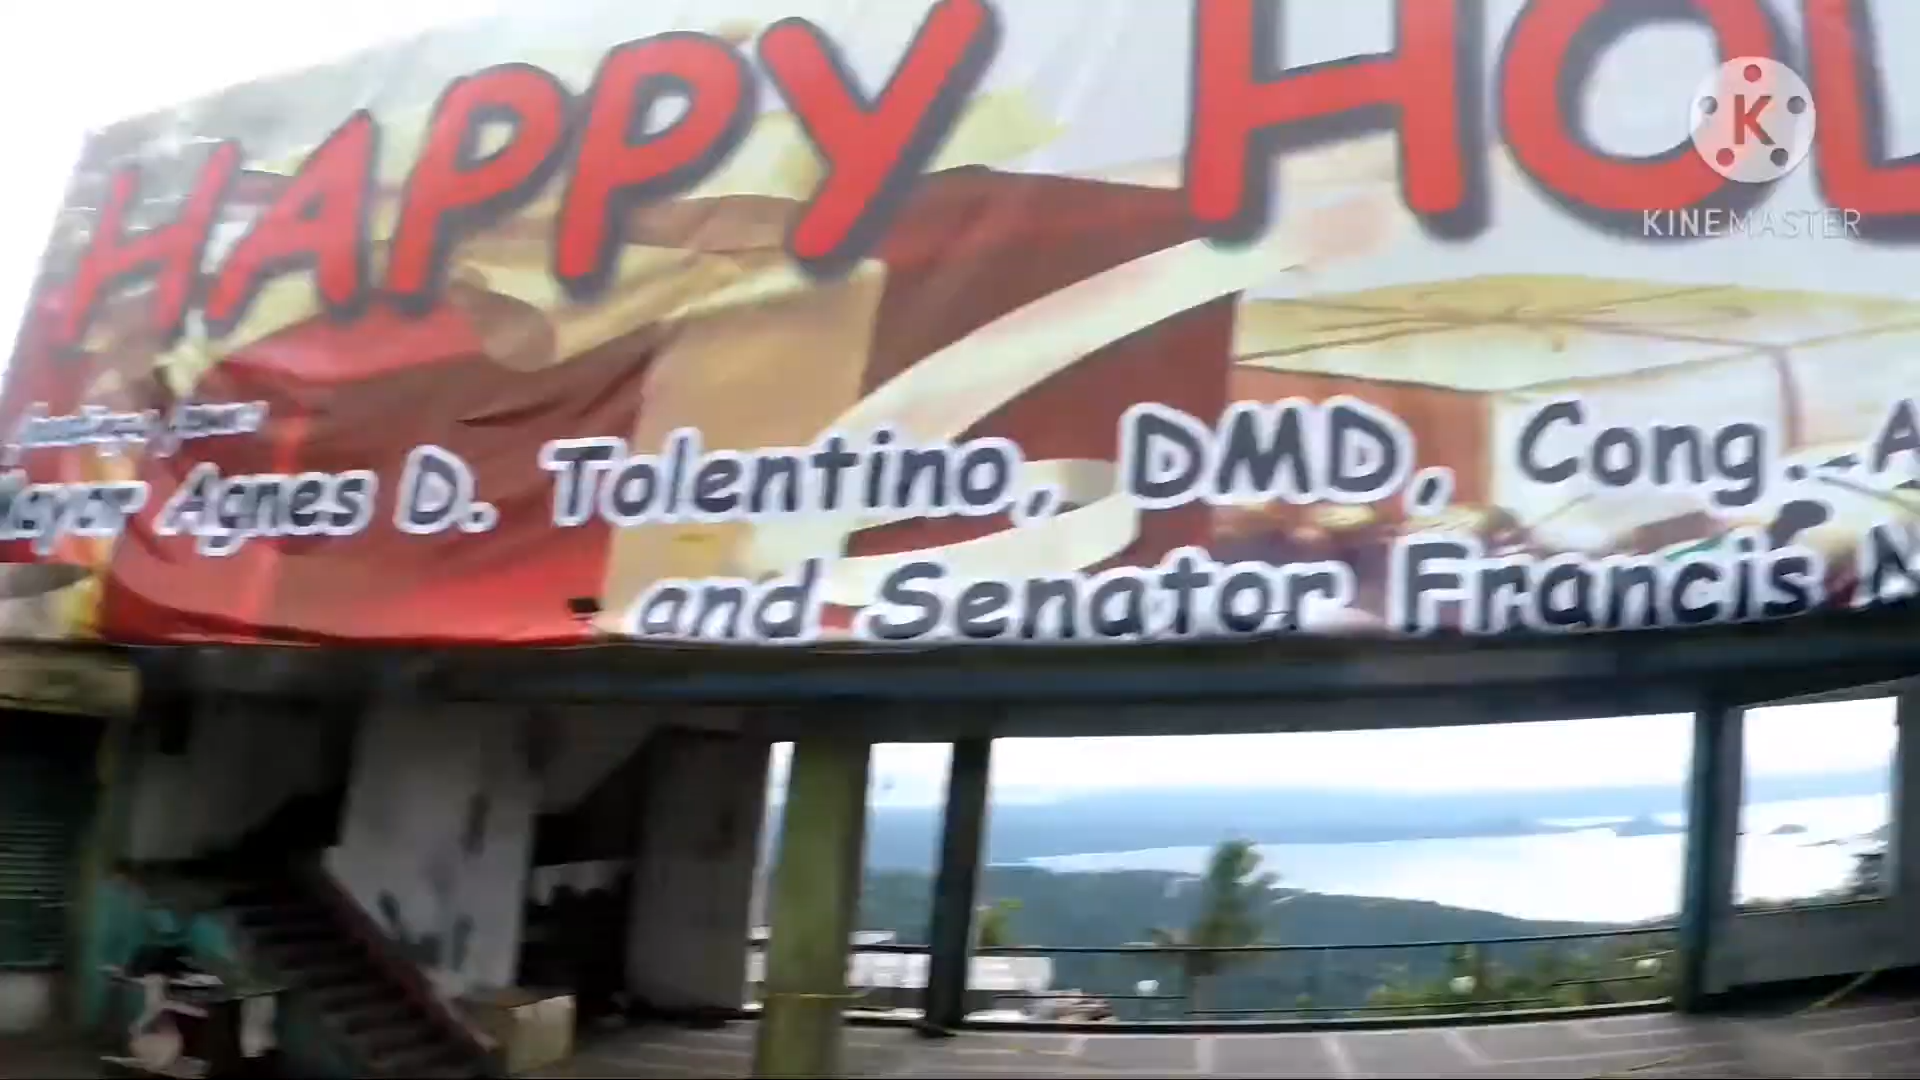 HAPPY HOL
Mayor Agnes D. Tolentino, DMD, Cong. A
and Senator Francis
K
KINEMASTER